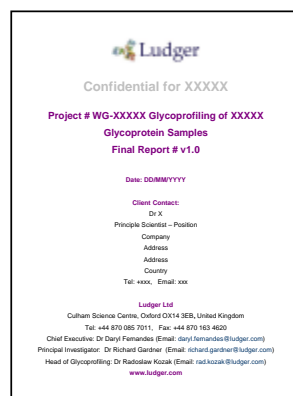 Ludger
Confidential for XXXXX
Project # WG-XXXXX Glycoprofiling of XXXXX
Glycoprotein Samples
Final Report # v1.0
Date: DD/MM/YYYY
Client Contact:
Dr X
Principle Scientist – Position
Company
Address
Address
Country
Tel: +xxx, Email: xxx
Ludger Ltd
Culham Science Centre, Oxford OX14 3EB, United Kingdom
Tel: +44 870 085 7011, Fax: +44 870 163 4620
Chief Executive: Dr Daryl Fernandes (Email: daryl.fernandes@ludger.com)
Principal Investigator: Dr Richard Gardner (Email: richard.gardner@ludger.com)
Head of Glycoprofiling: Dr Radoslaw Kozak (Email: rad.kozak@ludger.com)
www.ludger.com